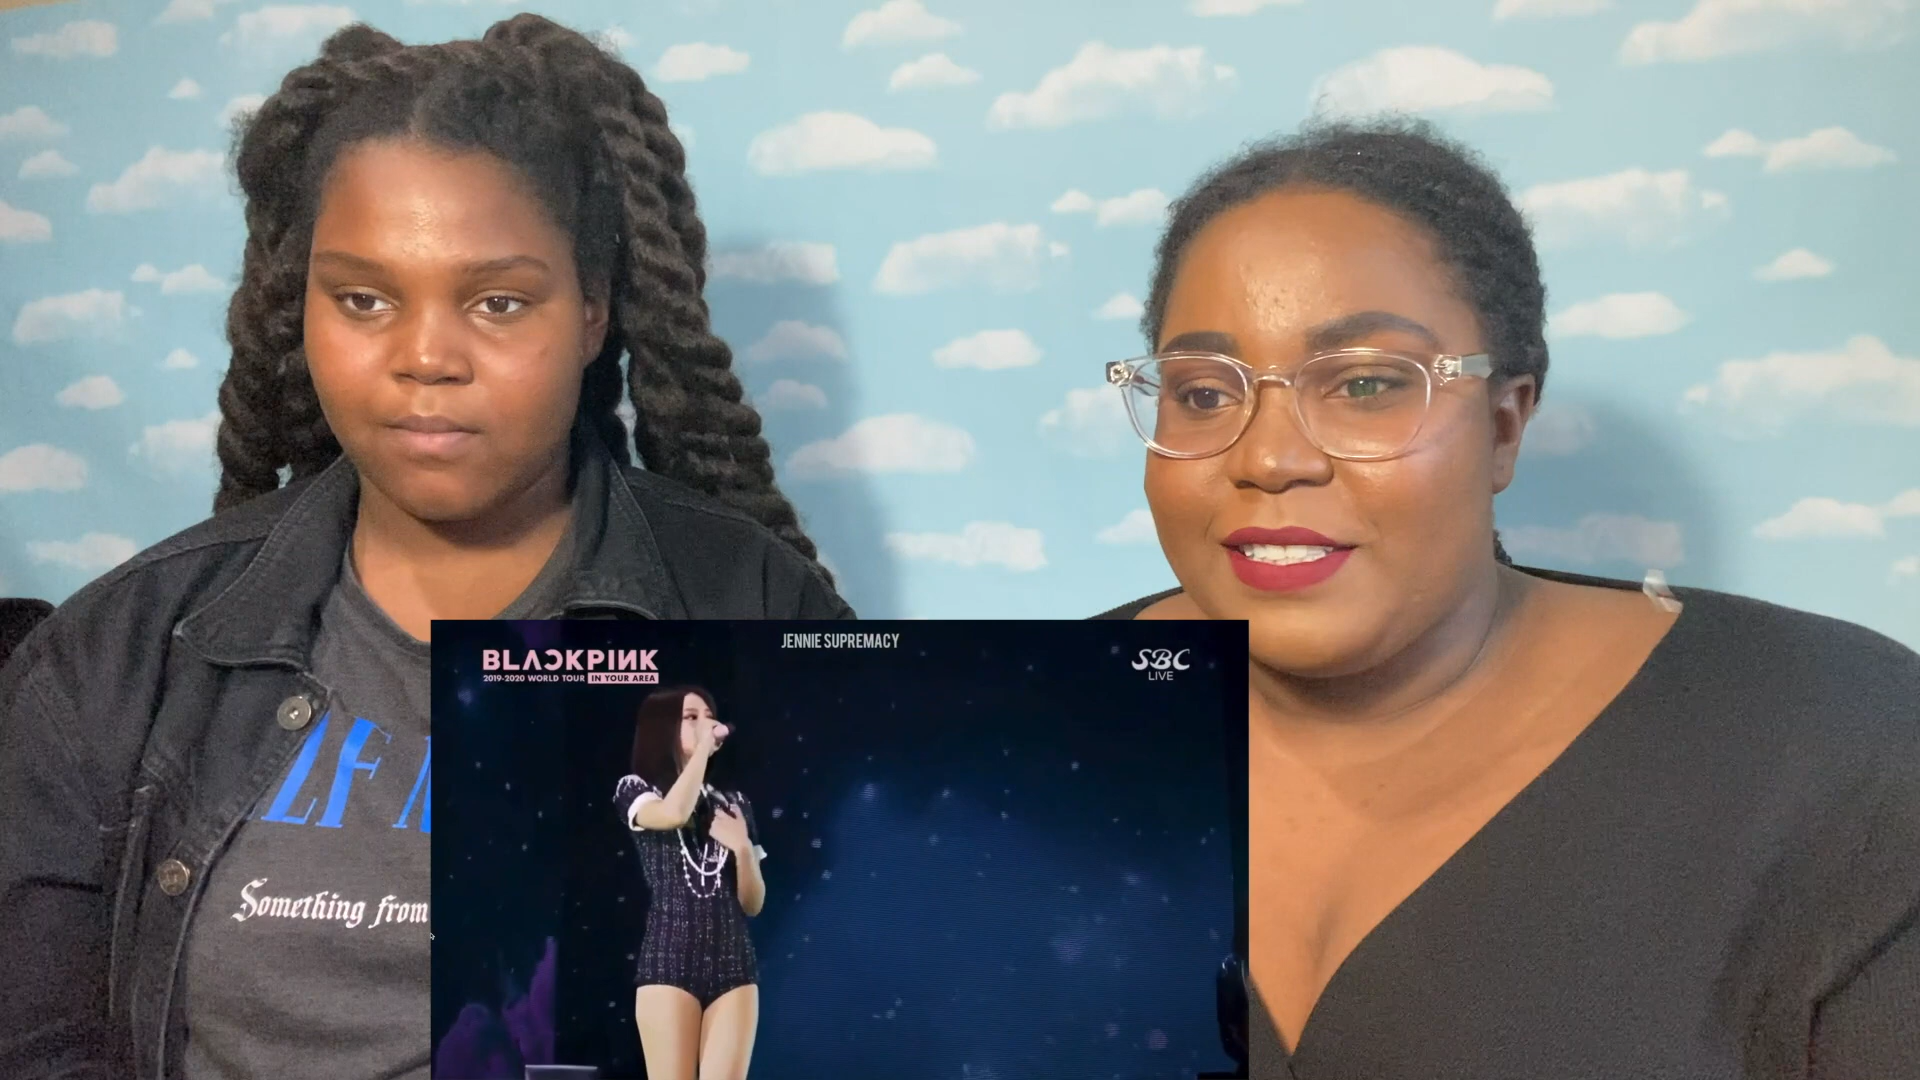 JENNIE SUPREMACY
BLACKPINK
2019-2020 WORLD TOUR IN YOUR AREA
SBC
LIVE
Something from